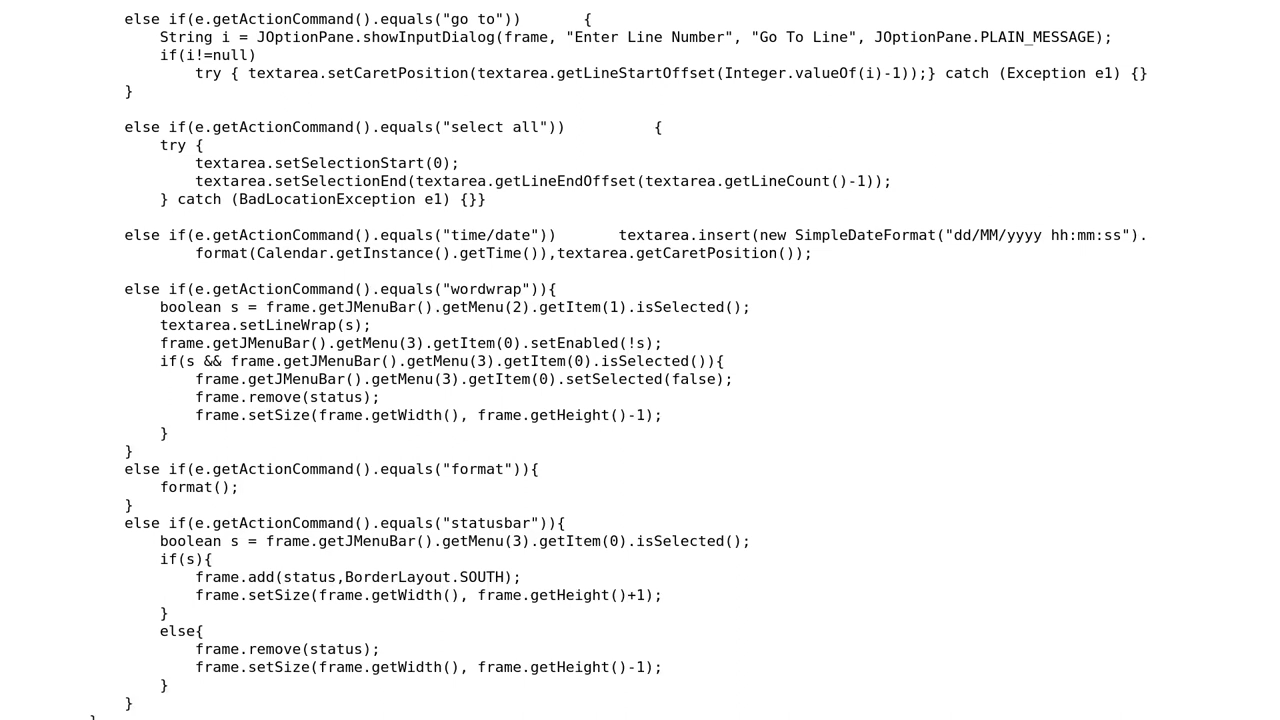 else if(e.getActionCommand().equals("go to"))       {
String i = JOptionPane.showInputDialog(frame, "Enter Line Number", "Go To Line", JOptionPane.PLAIN_MESSAGE);
if(i!=null)
try { textarea.setCaretPosition(textarea.getLineStartOffset(Integer.valueOf(i)-1));} catch (Exception e1) {}
}
else if(e.getActionCommand().equals("select all"))          {
try {
textarea.setSelectionStart(0);
textarea.setSelectionEnd(textarea.getLineEndOffset(textarea.getLineCount()-1));
} catch (BadLocationException e1) {}}
else if(e.getActionCommand().equals("time/date"))       textarea.insert(new SimpleDateFormat("dd/MM/yyyy hh:mm:ss").
format(Calendar.getInstance().getTime()),textarea.getCaretPosition());
else if(e.getActionCommand().equals("wordwrap")){
boolean s = frame.getJMenuBar().getMenu(2).getItem(1).isSelected();
textarea.setLineWrap(s);
frame.getJMenuBar().getMenu(3).getItem(0).setEnabled(!s);
if(s && frame.getJMenuBar().getMenu(3).getItem(0).isSelected()){
frame.getJMenuBar().getMenu(3).getItem(0).setSelected(false);
frame.remove(status);
frame.setSize(frame.getWidth(), frame.getHeight()-1);
}
}
else if(e.getActionCommand().equals("format")){
format();
}
else if(e.getActionCommand().equals("statusbar")){
boolean s = frame.getJMenuBar().getMenu(3).getItem(0).isSelected();
if(s){
frame.add(status,BorderLayout.SOUTH);
frame.setSize(frame.getWidth(), frame.getHeight()+1);
}
else{
frame.remove(status);
frame.setSize(frame.getWidth(), frame.getHeight()-1);
}
}
}